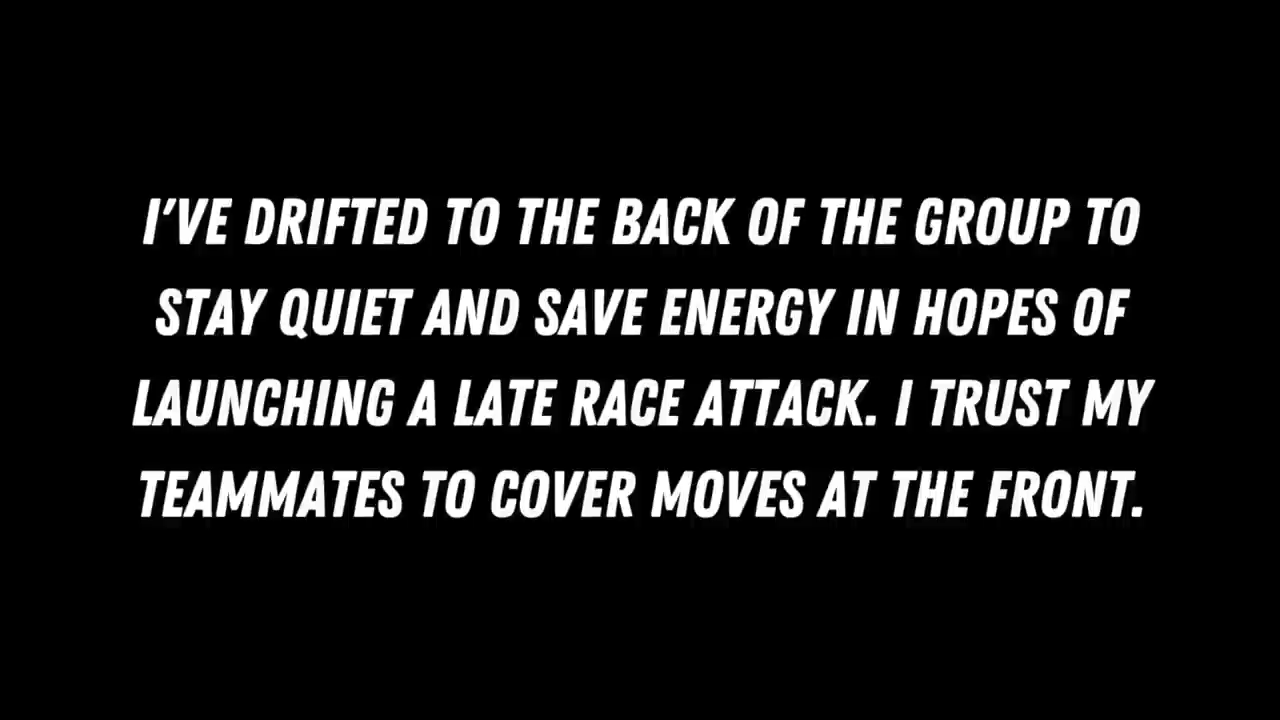 I'VE DRIFTED TO THE BACK OF THE GROUP TO
STAY QUIET AND SAVE ENERGY IN HOPES OF
LAUNCHING A LATE RACE ATTACK. I TRUST MY
TEAMMATES TO COVER MOVES AT THE FRONT.